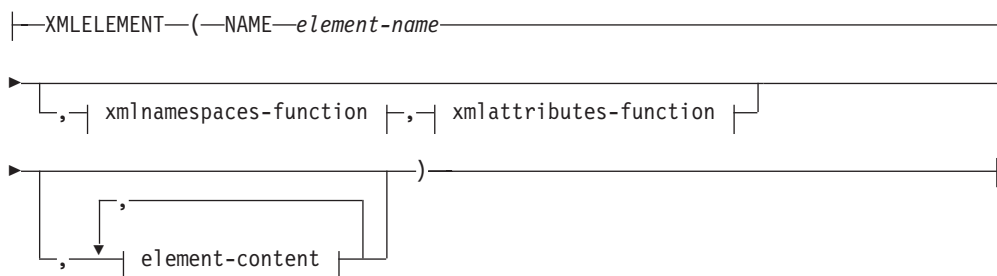 XMLELEMENT ( NAME element-name
, xmlnamespaces-function , xmlattributes-function
)
,
, element-content